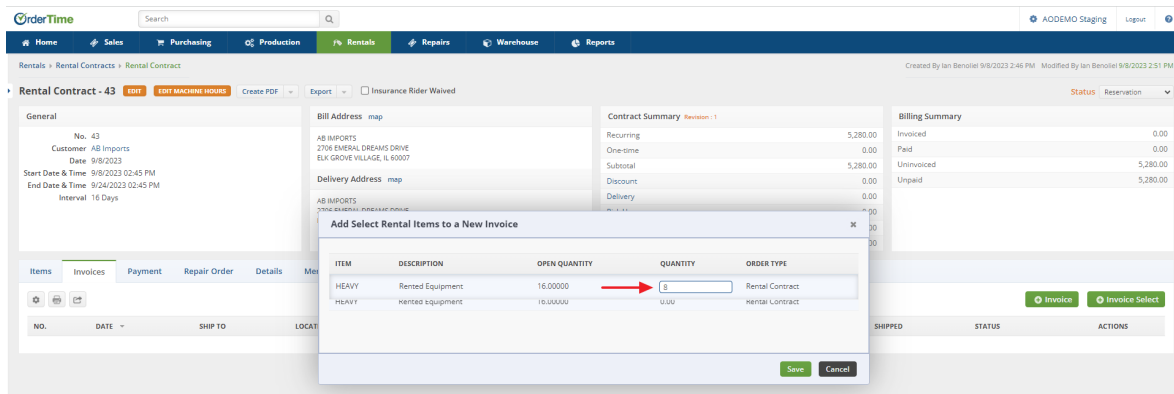 OrderTime
Search
AODEMO Staging Logout
Home Sales Purchasing Production Rentals Repairs Warehouse Reports
Rentals Rental Contracts Rental Contract
Created By Ian Benoliel 9/8/2023 2:46 PM Modified By Ian Benoliel 9/8/2023 2:51 PM
Rental Contract - 43 EDIT EDIT MACHINE HOURS Create PDF Export Insurance Rider Waived
Status Reservation
General
No. 43
Customer AB Imports
Date 9/8/2023
Start Date & Time 9/8/2023 02:45 PM
End Date & Time 9/24/2023 02:45 PM
Interval 16 Days
Bill Address map
AB IMPORTS
2706 EMERAL DREAMS DRIVE
ELK GROVE VILLAGE, IL 60007
Delivery Address map
AB IMPORTS
2706 EMERAL DREAMS DRIVE
Contract Summary Revision : 1
Recurring 5,280.00
One-time 0.00
Subtotal 5,280.00
Discount 0.00
Delivery 0.00
Billing Summary
Invoiced 0.00
Paid 0.00
Uninvoiced 5,280.00
Unpaid 5,280.00
Add Select Rental Items to a New Invoice
ITEM DESCRIPTION OPEN QUANTITY QUANTITY ORDER TYPE
HEAVY Rented Equipment 16.00000 8 Rental Contract
HEAVY Rented Equipment 16.00000 0.00 Rental Contract
Save Cancel
Items Invoices Payment Repair Order Details
Invoice Invoice Select
NO. DATE SHIP TO SHIPPED STATUS ACTIONS